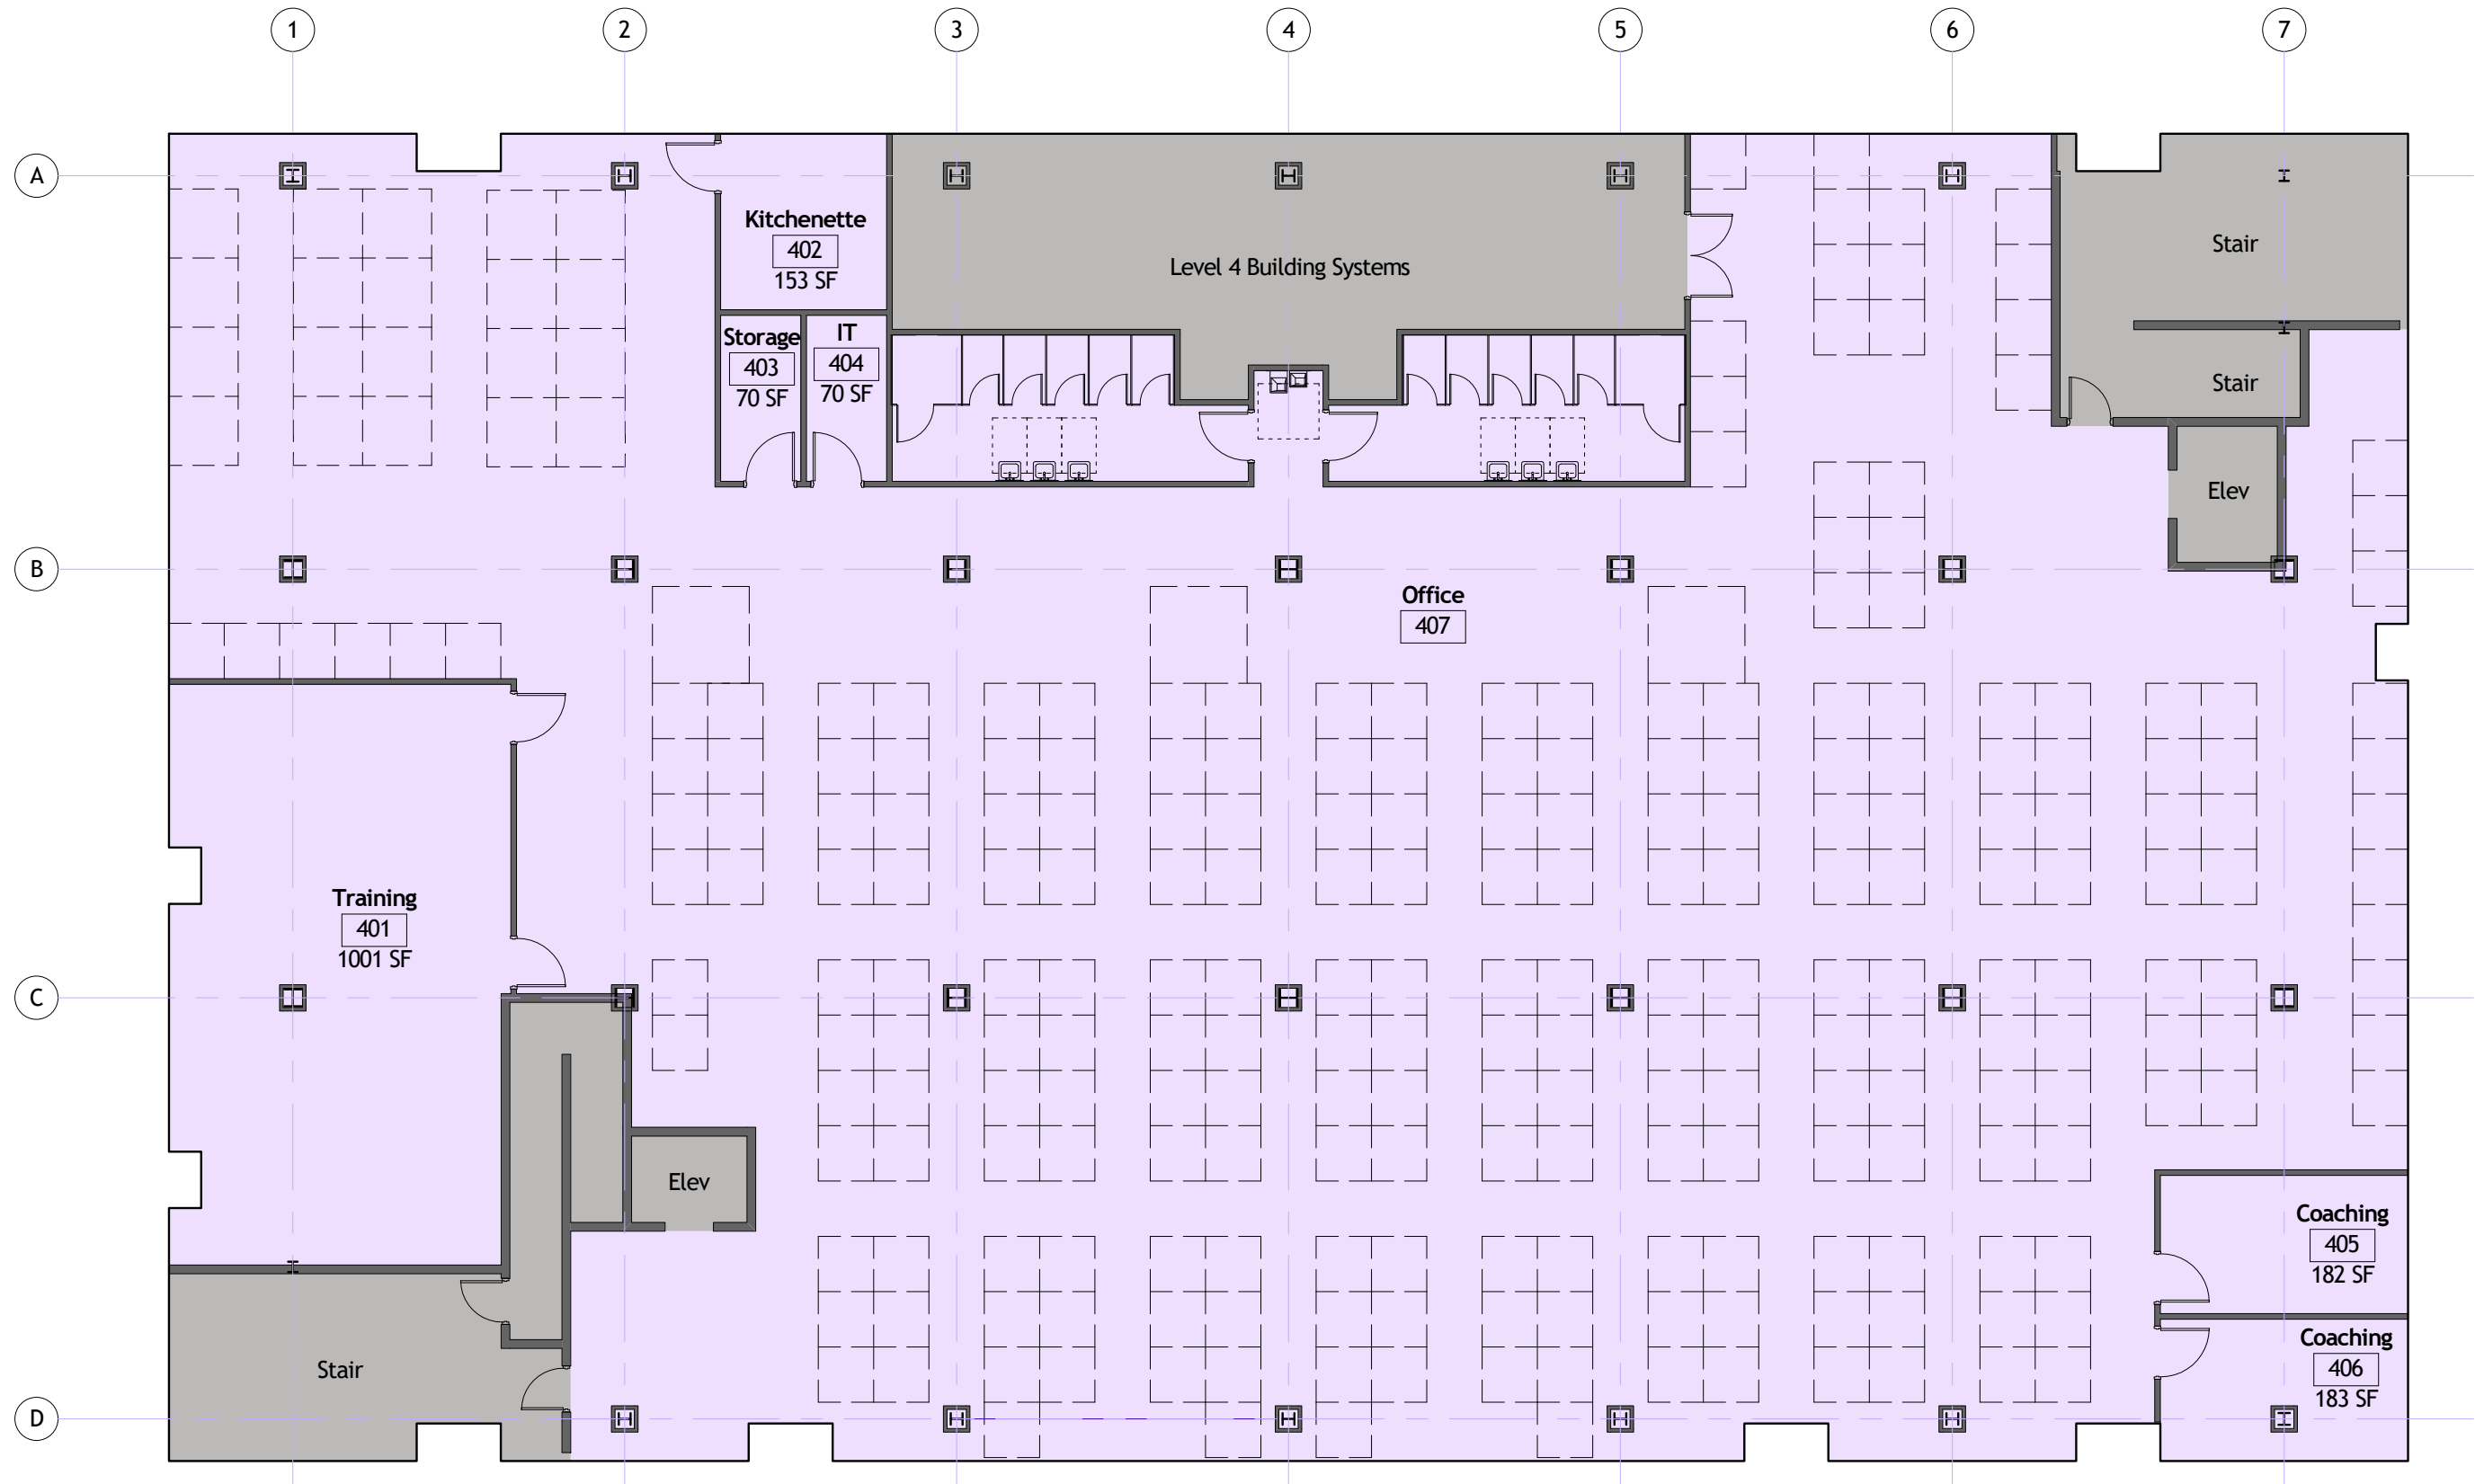 1
2
3
4
5
6
7
A
B
C
D
Kitchenette
402
153 SF
Storage
403
70 SF
IT
404
70 SF
Level 4 Building Systems
Stair
Stair
Elev
Office
407
Training
401
1001 SF
Elev
Stair
Coaching
405
182 SF
Coaching
406
183 SF